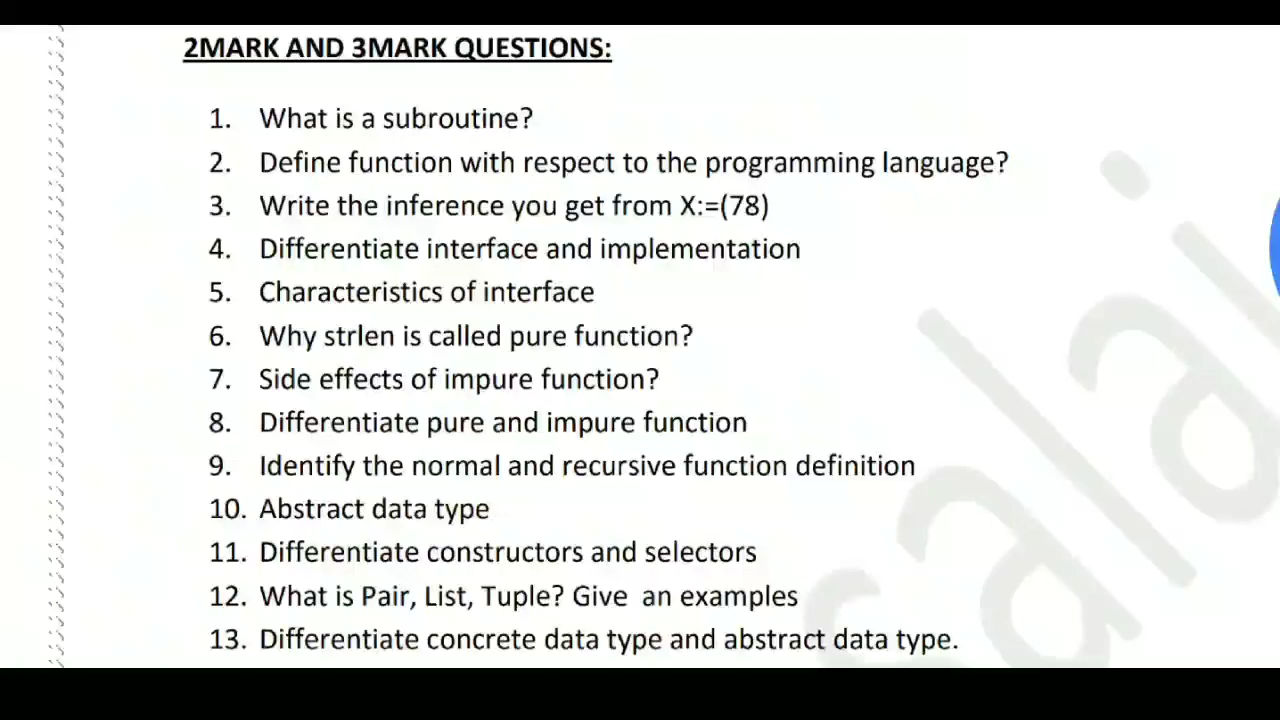 2MARK AND 3MARK QUESTIONS:
1. What is a subroutine?
2. Define function with respect to the programming language?
3. Write the inference you get from X:=(78)
4. Differentiate interface and implementation
5. Characteristics of interface
6. Why strlen is called pure function?
7. Side effects of impure function?
8. Differentiate pure and impure function
9. Identify the normal and recursive function definition
10. Abstract data type
11. Differentiate constructors and selectors
12. What is Pair, List, Tuple? Give an examples
13. Differentiate concrete data type and abstract data type.
salai